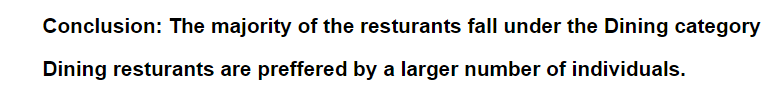 Conclusion: The majority of the resturants fall under the Dining category
Dining resturants are preffered by a larger number of individuals.